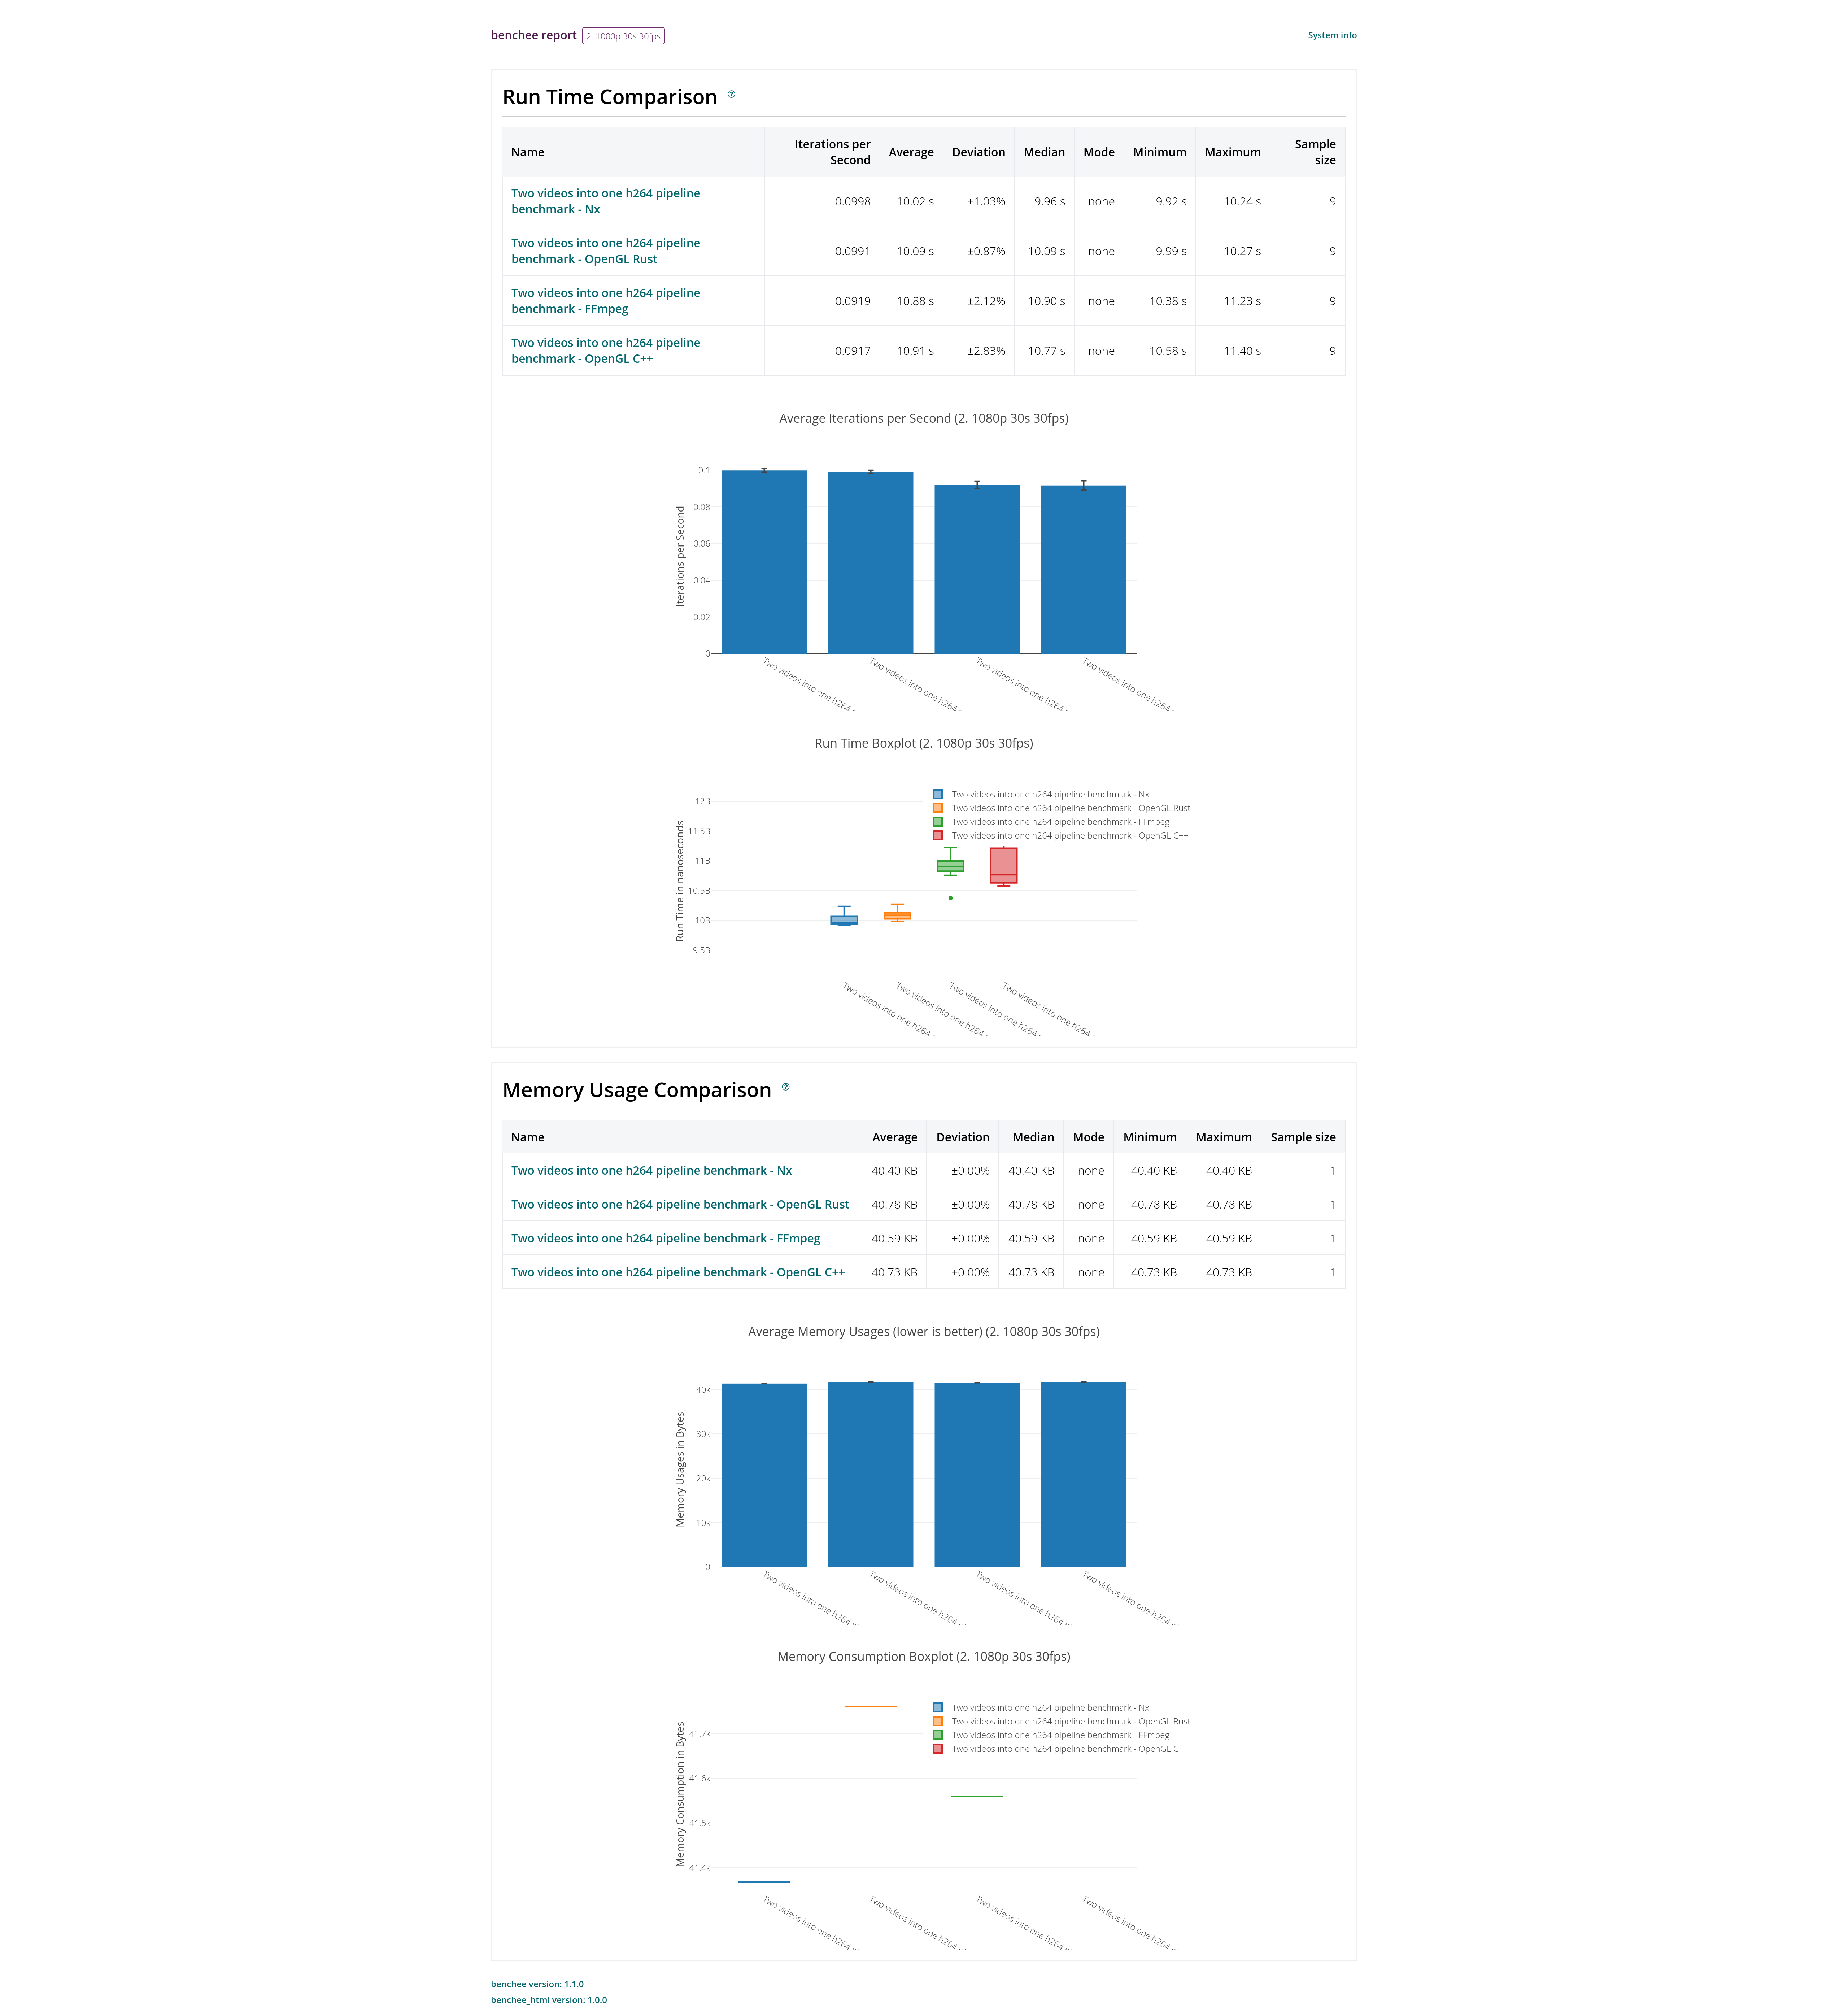 benchee report 2. 1080p 30s 30fps System info
Run Time Comparison ?
Name Iterations per Second Average Deviation Median Mode Minimum Maximum Sample size
Two videos into one h264 pipeline benchmark - Nx 0.0998 10.02 s ±1.03% 9.96 s none 9.92 s 10.24 s 9
Two videos into one h264 pipeline benchmark - OpenGL Rust 0.0991 10.09 s ±0.87% 10.09 s none 9.99 s 10.27 s 9
Two videos into one h264 pipeline benchmark - FFmpeg 0.0919 10.88 s ±2.12% 10.90 s none 10.38 s 11.23 s 9
Two videos into one h264 pipeline benchmark - OpenGL C++ 0.0917 10.91 s ±2.83% 10.77 s none 10.58 s 11.40 s 9
Average Iterations per Second (2. 1080p 30s 30fps)
Iterations per Second
0.1
0.08
0.06
0.04
0.02
0
Two videos into one h264
Two videos into one h264
Two videos into one h264
Two videos into one h264
Run Time Boxplot (2. 1080p 30s 30fps)
Two videos into one h264 pipeline benchmark - Nx
Two videos into one h264 pipeline benchmark - OpenGL Rust
Two videos into one h264 pipeline benchmark - FFmpeg
Two videos into one h264 pipeline benchmark - OpenGL C++
Run Time in nanoseconds
12B
11.5B
11B
10.5B
10B
9.5B
Two videos into one h264
Two videos into one h264
Two videos into one h264
Two videos into one h264
Memory Usage Comparison ?
Name Average Deviation Median Mode Minimum Maximum Sample size
Two videos into one h264 pipeline benchmark - Nx 40.40 KB ±0.00% 40.40 KB none 40.40 KB 40.40 KB 1
Two videos into one h264 pipeline benchmark - OpenGL Rust 40.78 KB ±0.00% 40.78 KB none 40.78 KB 40.78 KB 1
Two videos into one h264 pipeline benchmark - FFmpeg 40.59 KB ±0.00% 40.59 KB none 40.59 KB 40.59 KB 1
Two videos into one h264 pipeline benchmark - OpenGL C++ 40.73 KB ±0.00% 40.73 KB none 40.73 KB 40.73 KB 1
Average Memory Usages (lower is better) (2. 1080p 30s 30fps)
Memory Usages in Bytes
40k
30k
20k
10k
0
Two videos into one h264
Two videos into one h264
Two videos into one h264
Two videos into one h264
Memory Consumption Boxplot (2. 1080p 30s 30fps)
Two videos into one h264 pipeline benchmark - Nx
Two videos into one h264 pipeline benchmark - OpenGL Rust
Two videos into one h264 pipeline benchmark - FFmpeg
Two videos into one h264 pipeline benchmark - OpenGL C++
Memory Consumption in Bytes
41.7k
41.6k
41.5k
41.4k
Two videos into one h264
Two videos into one h264
Two videos into one h264
Two videos into one h264
benchee version: 1.1.0
benchee_html version: 1.0.0